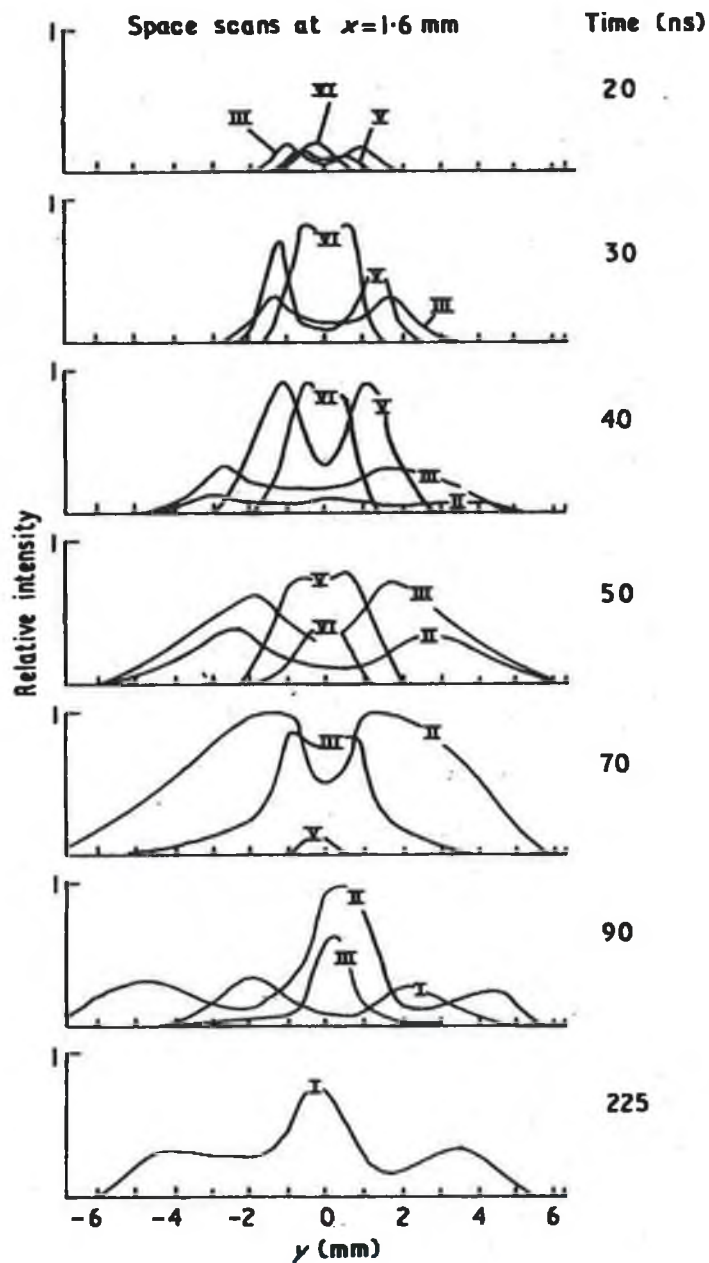 Space scans at x=1·6 mm Time (ns)
1
VI
III V
20
1
VI
V
III
30
1
VI
V
III
II
40
1
V
III
VI
II
50
1
II
III
V
70
1
II
III
I
90
1
I
225
-6 -4 -2 0 2 4 6
y (mm)
Relative intensity